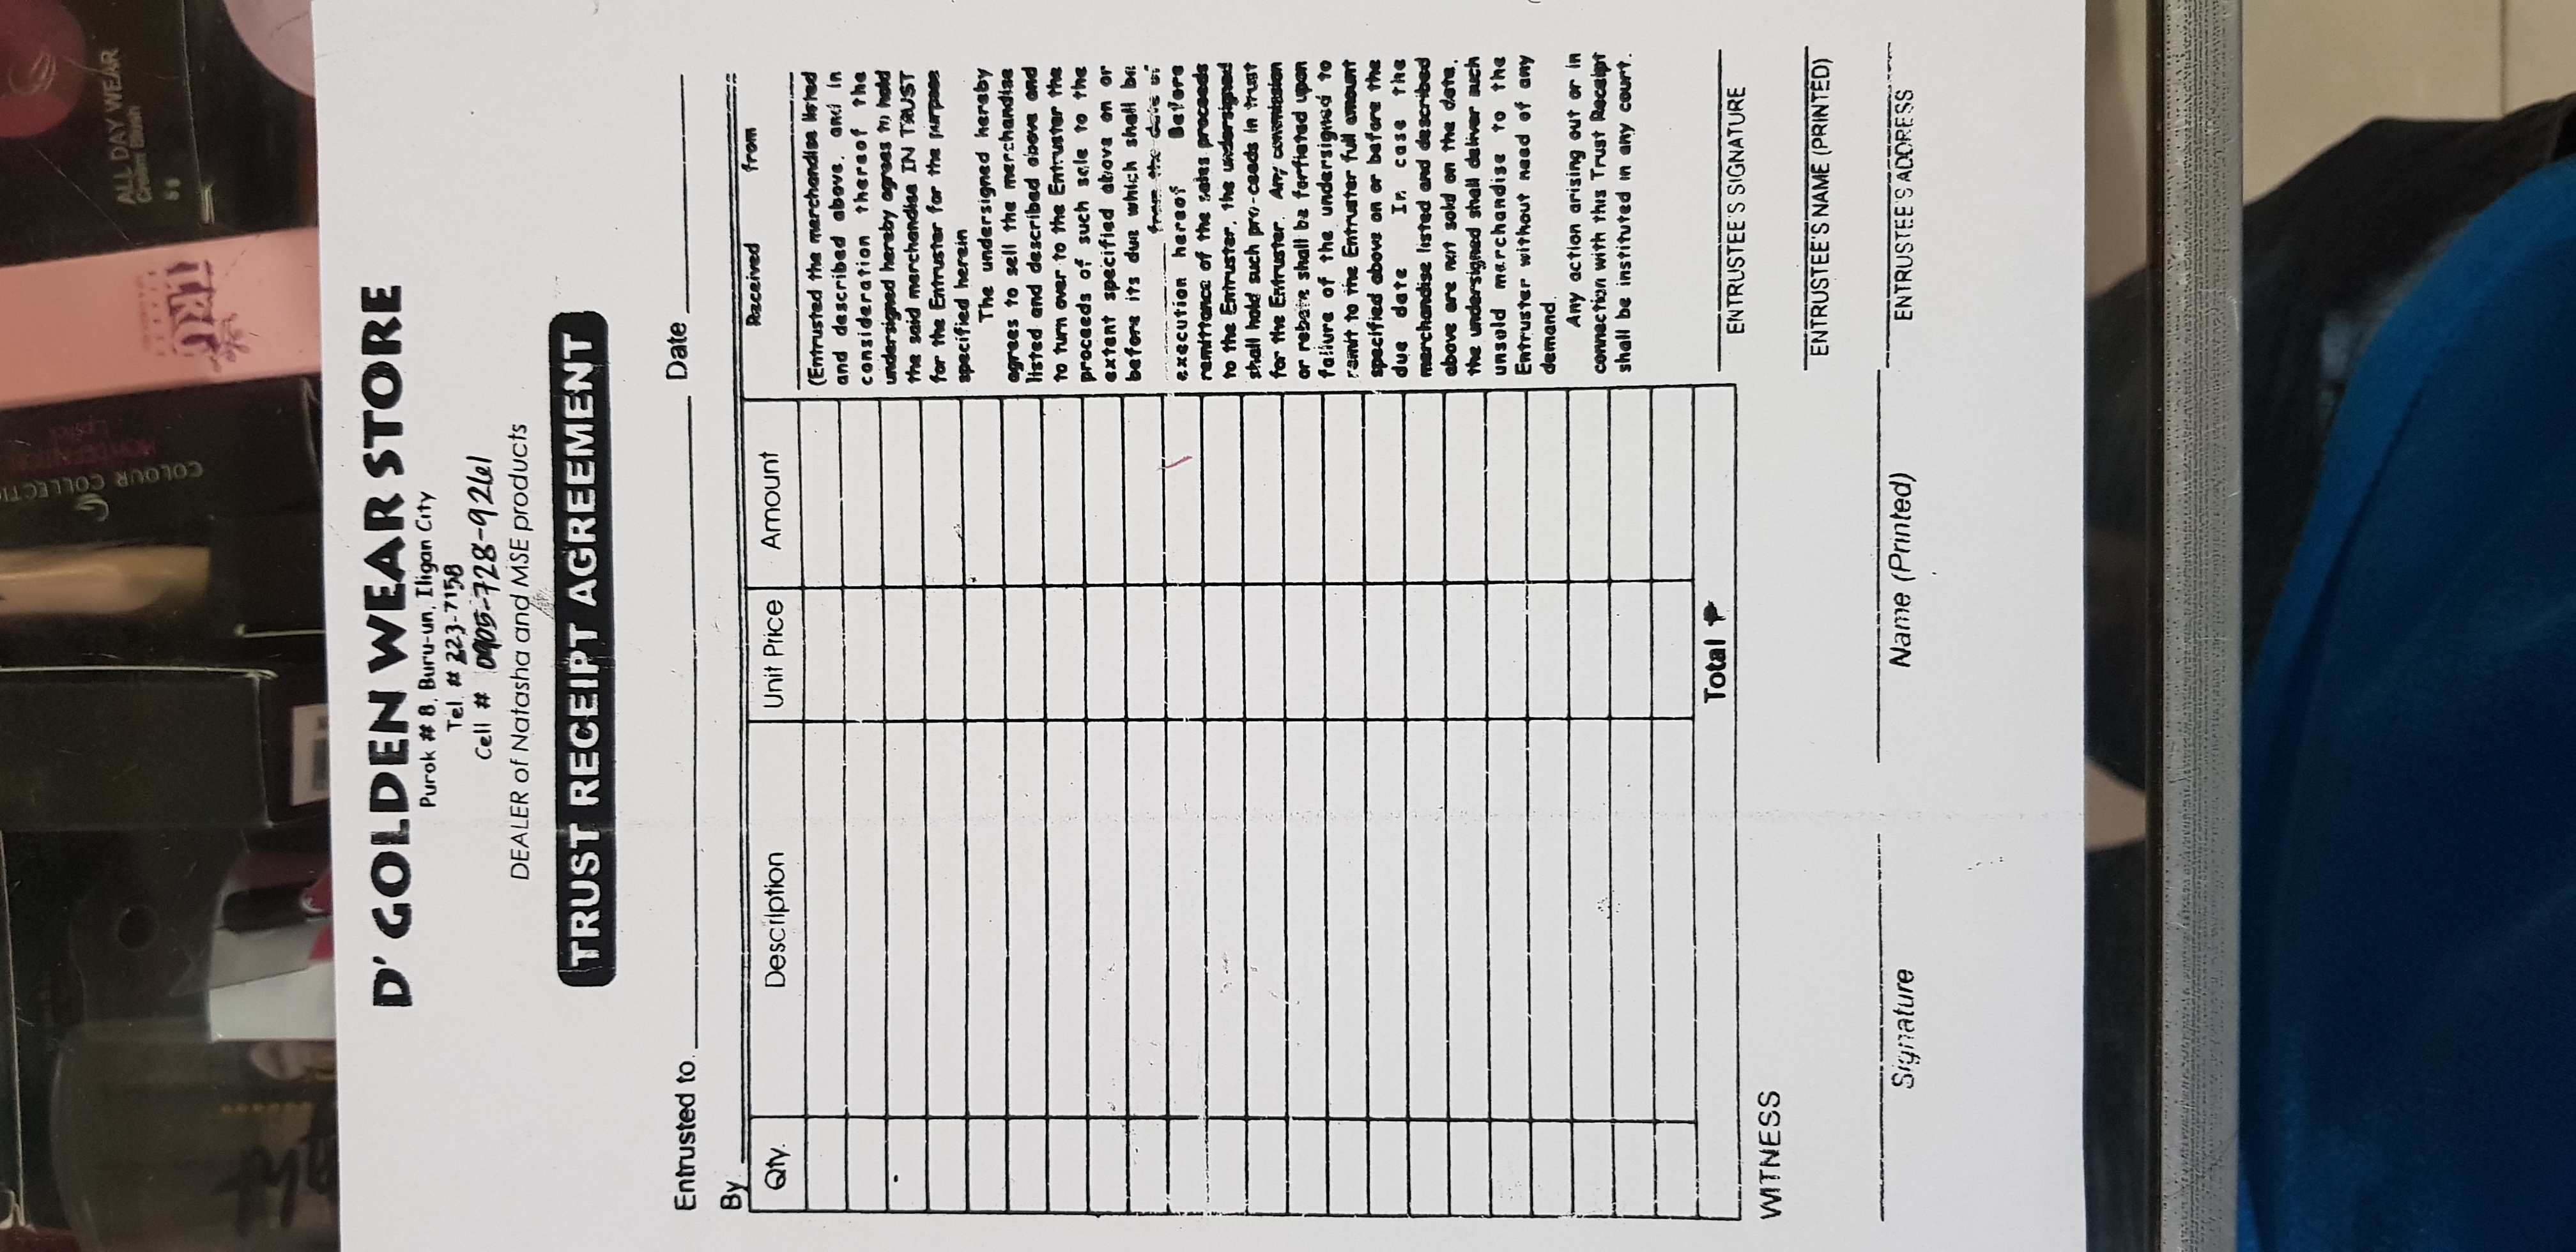 COLOUR COLLECTI
Lipstick
TRU
ALL DAY WEAR
Cream Blush
D' GOLDEN WEAR STORE
Purok # 8, Buru-un, Iligan City
Tel. # 223-7158
Cell # 0905-728-9261
DEALER of Natasha and MSE products
TRUST RECEIPT AGREEMENT
Entrusted to
Date
By
Qty.
Description
Unit Price
Amount
Received from
(Entrusted the merchandise listed
and described above, and in
consideration thereof the
undersigned hereby agrees to hold
the said merchandise IN TRUST
for the Entruster for the purpose
specified herein
The undersigned hereby
agrees to sell the merchandise
listed and described above and
to turn over to the Entruster the
proceeds of such sale to the
extent specified above on or
before its due which shall be
from the date of
execution hereof Before
remittance of the sales proceeds
to the Entruster, the undersigned
shall hold such pro-ceeds in trust
for the Entruster. Any commission
or rebate shall be forfieted upon
failure of the undersigned to
remit to the Entruster full amount
specified above on or before the
due date In case the
merchandise listed and described
above are not sold on the date,
the undersigned shall deliver such
unsold merchandise to the
Entruster without need of any
demand.
Any action arising out or in
connection with this Trust Receipt
shall be instituted in any court.
Total ₱
ENTRUSTEE'S SIGNATURE
WITNESS
ENTRUSTEE'S NAME (PRINTED)
Signature
Name (Printed)
ENTRUSTEE'S ADDRESS